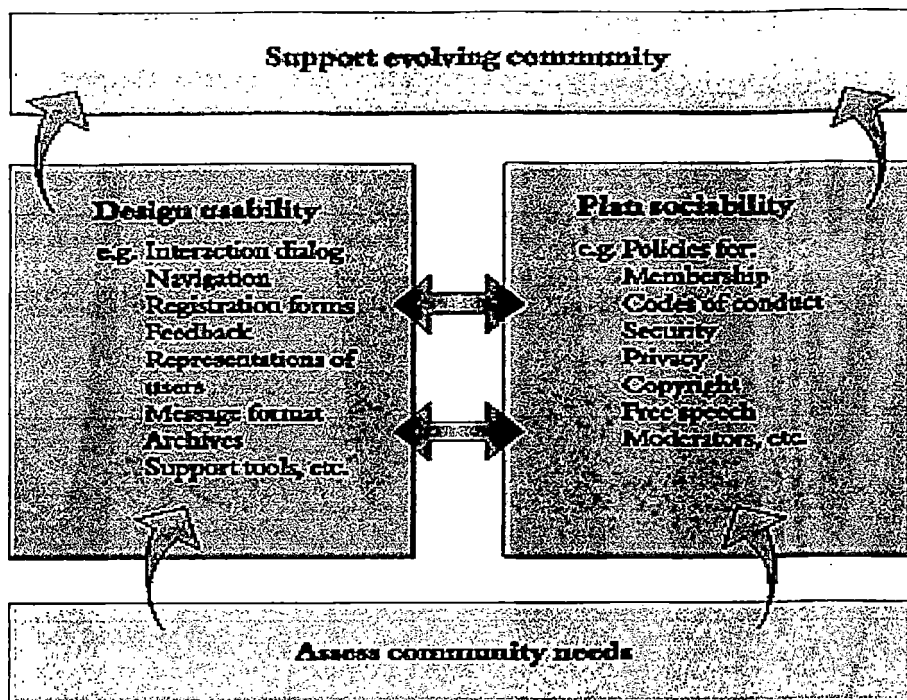 Support evolving community
Design usability
e.g. Interaction dialog
Navigation
Registration forms
Feedback
Representations of
users
Message format
Archives
Support tools, etc.
Plan sociability
e.g. Policies for:
Membership
Codes of conduct
Security
Privacy
Copyright
Free speech
Moderators, etc.
Assess community needs